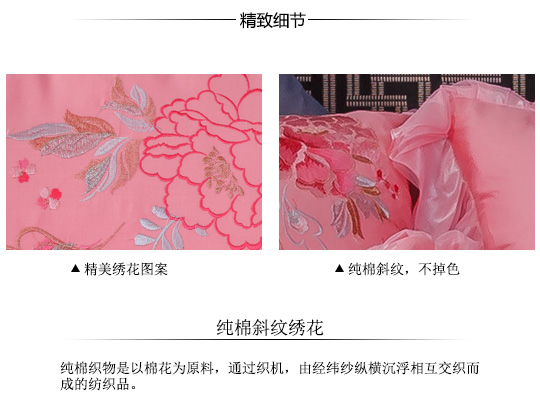 精致细节
▲精美绣花图案
▲纯棉斜纹，不掉色
纯棉斜纹绣花
纯棉织物是以棉花为原料，通过织机，由经纬纱纵横沉浮相互交织而
成的纺织品。